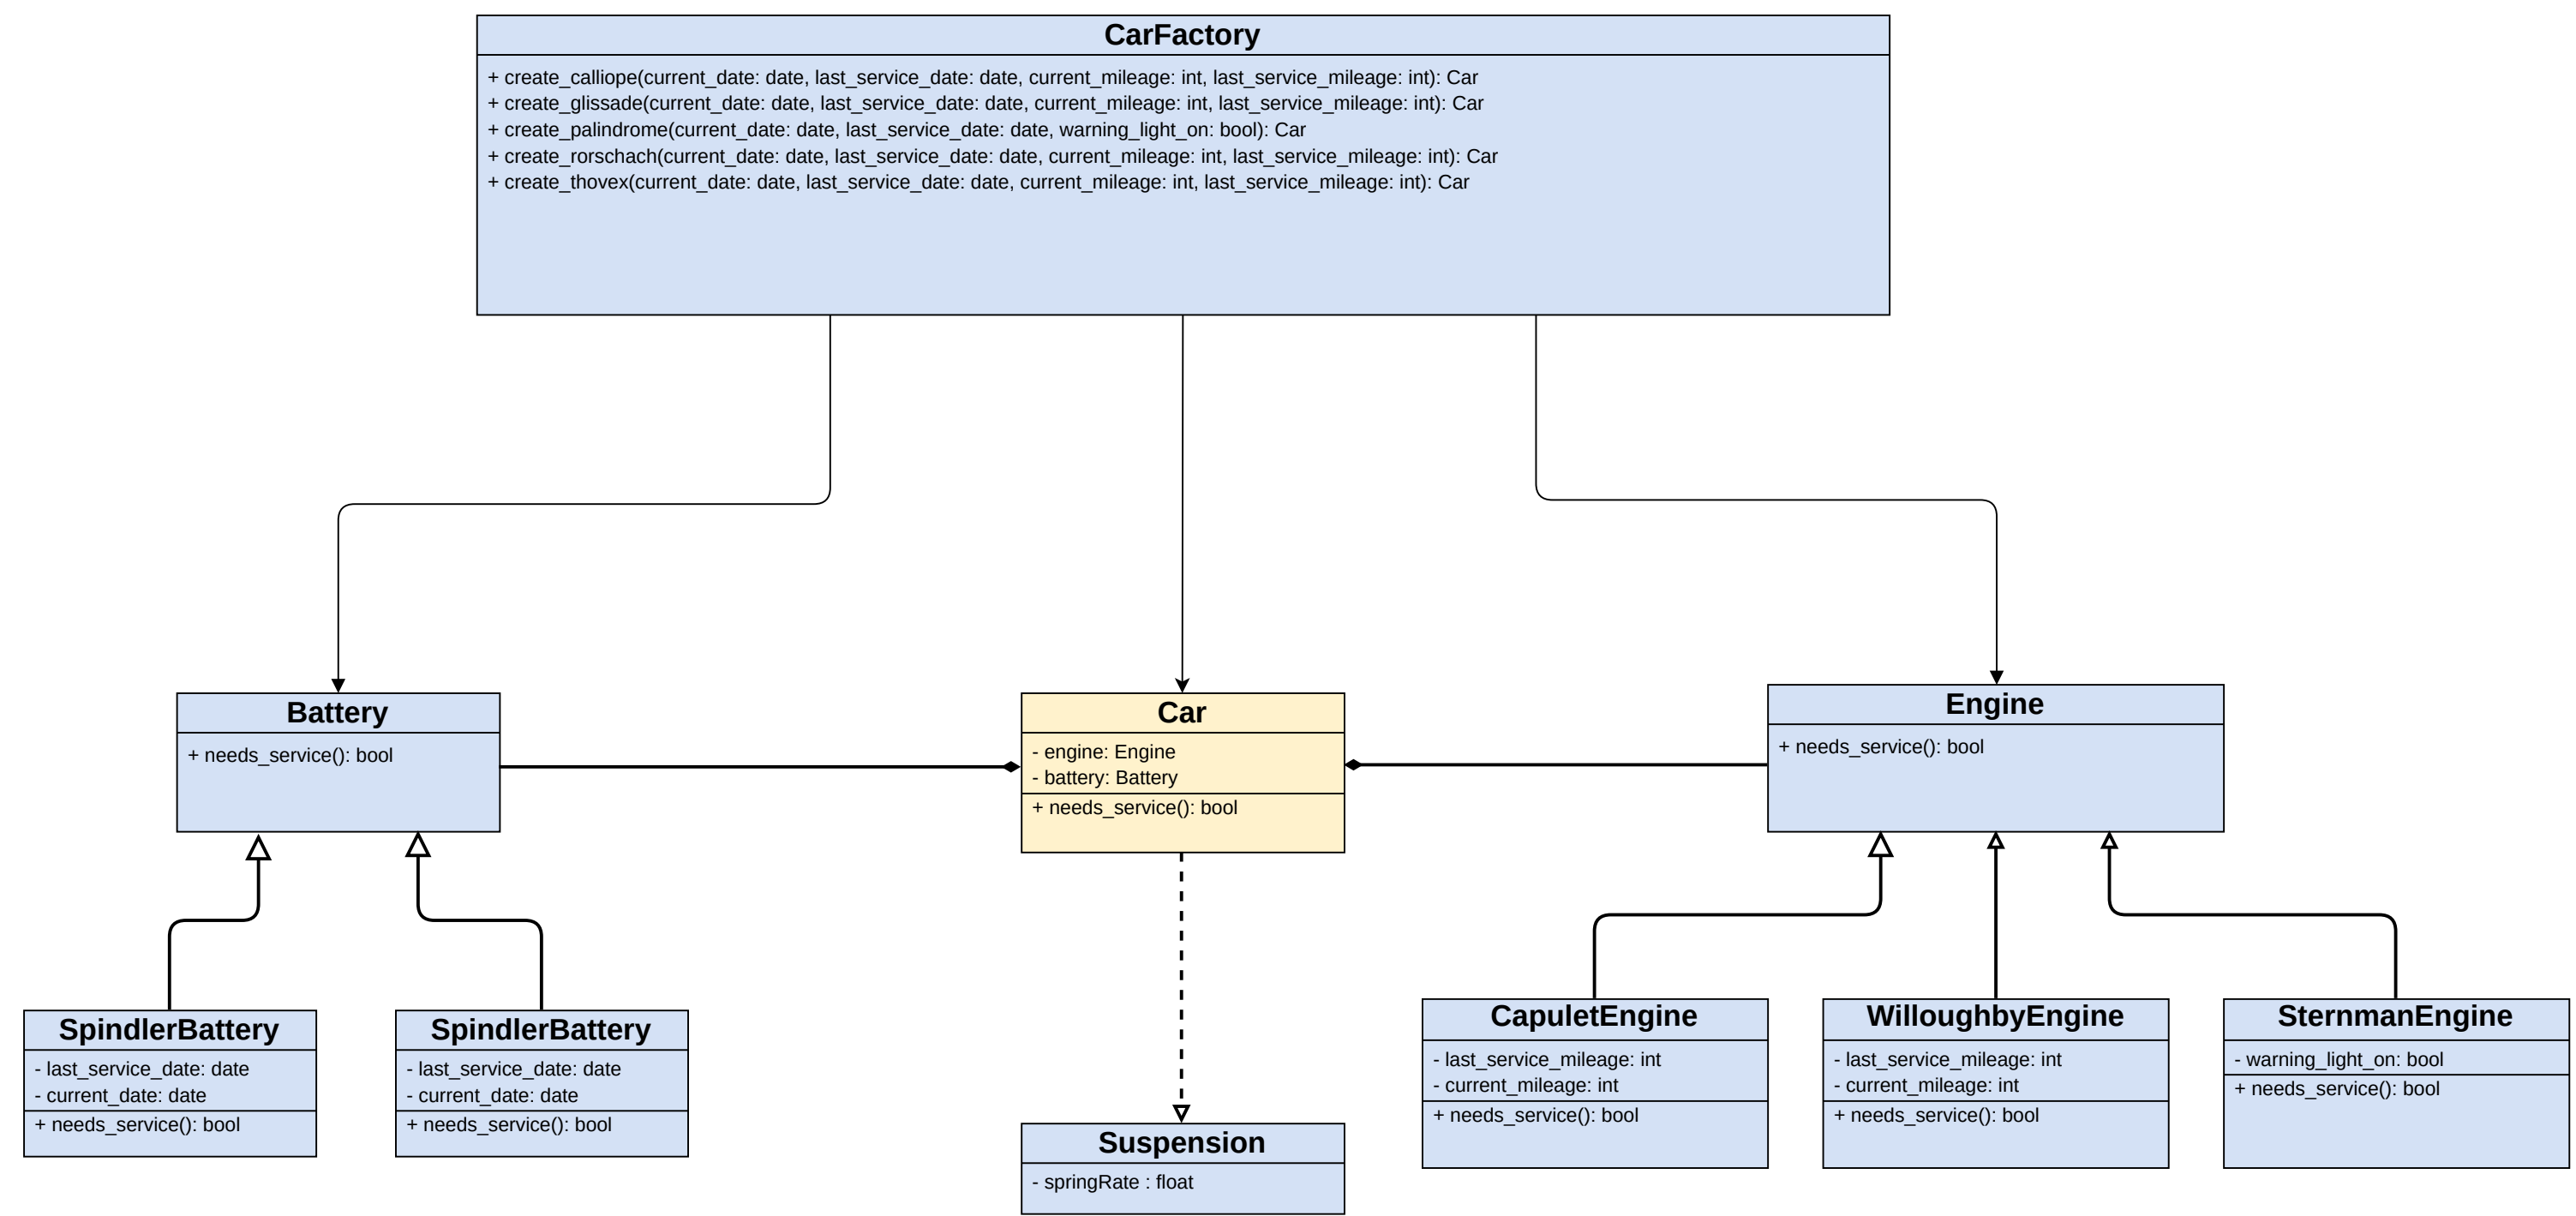 CarFactory
+ create_calliope(current_date: date, last_service_date: date, current_mileage: int, last_service_mileage: int): Car
+ create_glissade(current_date: date, last_service_date: date, current_mileage: int, last_service_mileage: int): Car
+ create_palindrome(current_date: date, last_service_date: date, warning_light_on: bool): Car
+ create_rorschach(current_date: date, last_service_date: date, current_mileage: int, last_service_mileage: int): Car
+ create_thovex(current_date: date, last_service_date: date, current_mileage: int, last_service_mileage: int): Car
Battery
+ needs_service(): bool
Car
- engine: Engine
- battery: Battery
+ needs_service(): bool
Engine
+ needs_service(): bool
SpindlerBattery
- last_service_date: date
- current_date: date
+ needs_service(): bool
SpindlerBattery
- last_service_date: date
- current_date: date
+ needs_service(): bool
Suspension
- springRate : float
CapuletEngine
- last_service_mileage: int
- current_mileage: int
+ needs_service(): bool
WilloughbyEngine
- last_service_mileage: int
- current_mileage: int
+ needs_service(): bool
SternmanEngine
- warning_light_on: bool
+ needs_service(): bool